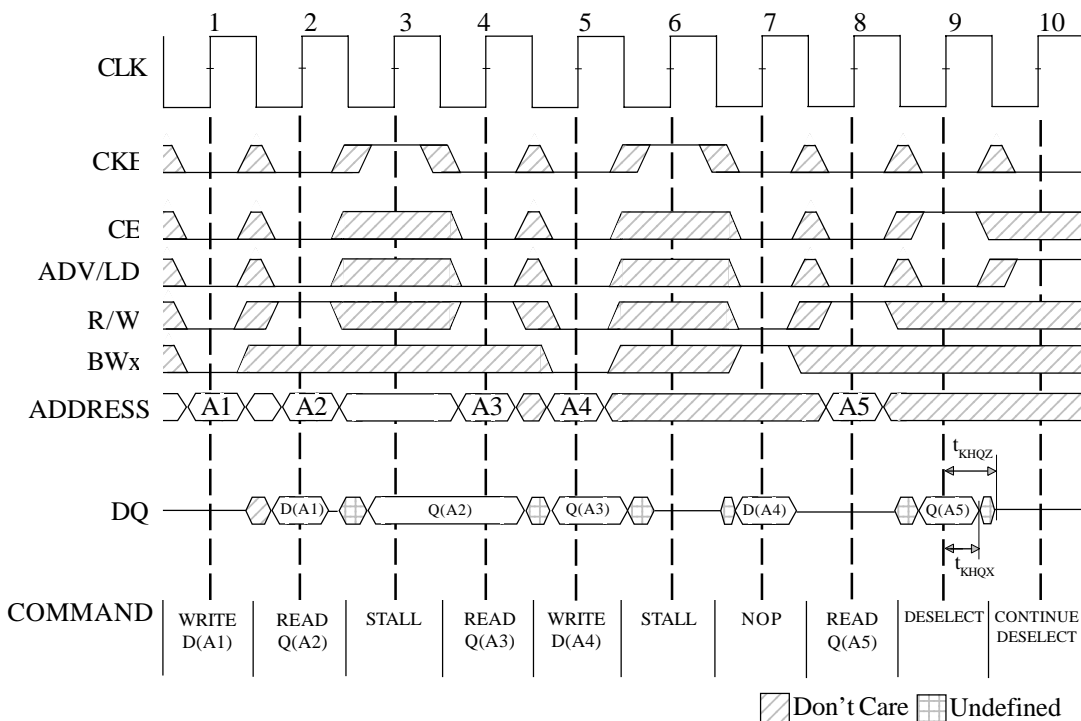 1 2 3 4 5 6 7 8 9 10
CLK
CKE
CE
ADV/LD
R/W
BWx
ADDRESS A1 A2 A3 A4 A5
tKHQZ
DQ D(A1) Q(A2) Q(A3) D(A4) Q(A5)
tKHQX
COMMAND WRITE D(A1) READ Q(A2) STALL READ Q(A3) WRITE D(A4) STALL NOP READ Q(A5) DESELECT CONTINUE DESELECT
Don't Care Undefined